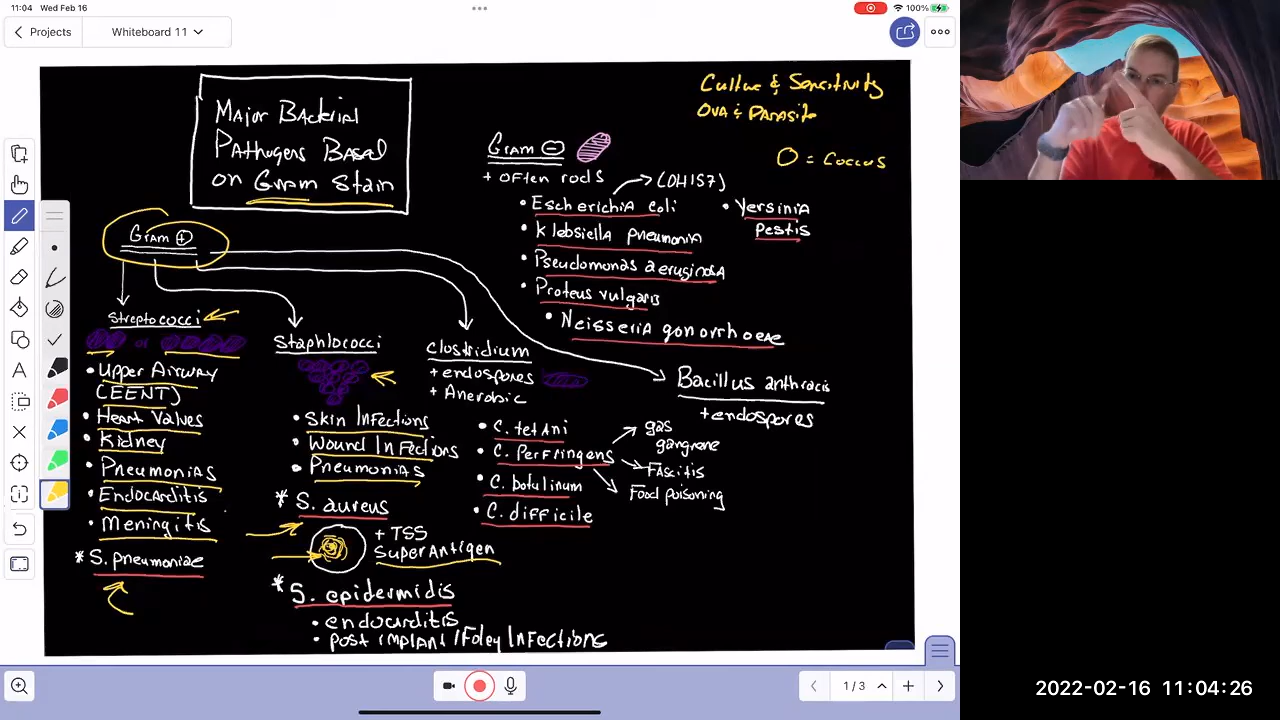 11:04 Wed Feb 16
100%
Projects
Whiteboard 11
Major Bacterial
Pathogens Based
on Gram Stain
Culture & Sensitivity
Ova & Parasite
O = Coccus
Gram ⊖
+ often rods
(OH157)
• Escherichia coli
• Klebsiella pneumonia
• Pseudomonas aeruginosa
• Proteus vulgaris
• Neisseria gonorrhoeae
• Yersinia
pestis
Gram ⊕
Streptococci
or
• Upper Airway
(EENT)
• Heart Valves
• Kidney
• Pneumonias
• Endocarditis
• Meningitis
* S. pneumoniae
Staphlococci
• Skin Infections
• Wound Infections
• Pneumonias
* S. aureus
+ TSS
SuperAntigen
* S. epidermidis
• endocarditis
• post implant/Foley Infections
Clostridium
+ endospores
+ Anerobic
• C. tetani
• C. perfringens
• C. botulinum
• C. difficile
gas
gangrene
Fascitis
Food poisoning
Bacillus anthracis
+ endospores
1/3
2022-02-16 11:04:26